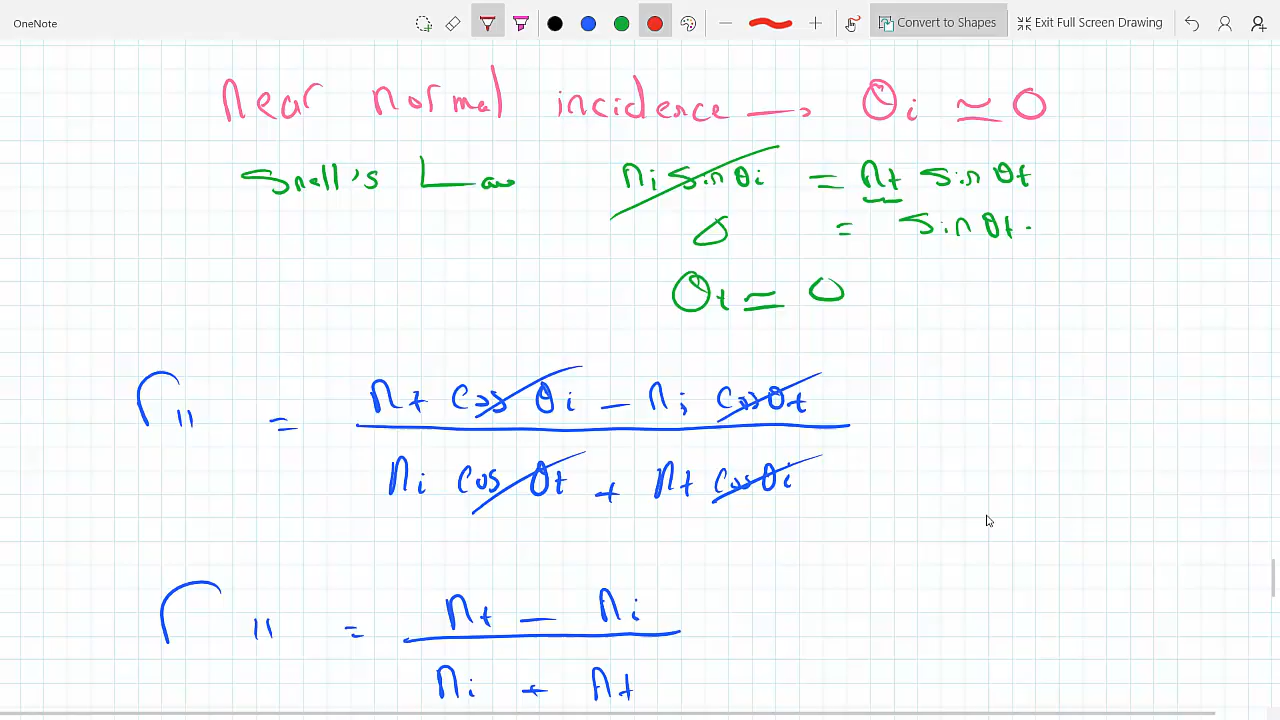 OneNote
Convert to Shapes
Exit Full Screen Drawing
Near normal incidence → θi ≃ 0
Snell's Law ni sin θi = nt sin θt
0 = sin θt.
θt ≃ 0
r∥ = nt cos θi − ni cos θt
ni cos θt + nt cos θi
r∥ = nt − ni
ni + nt